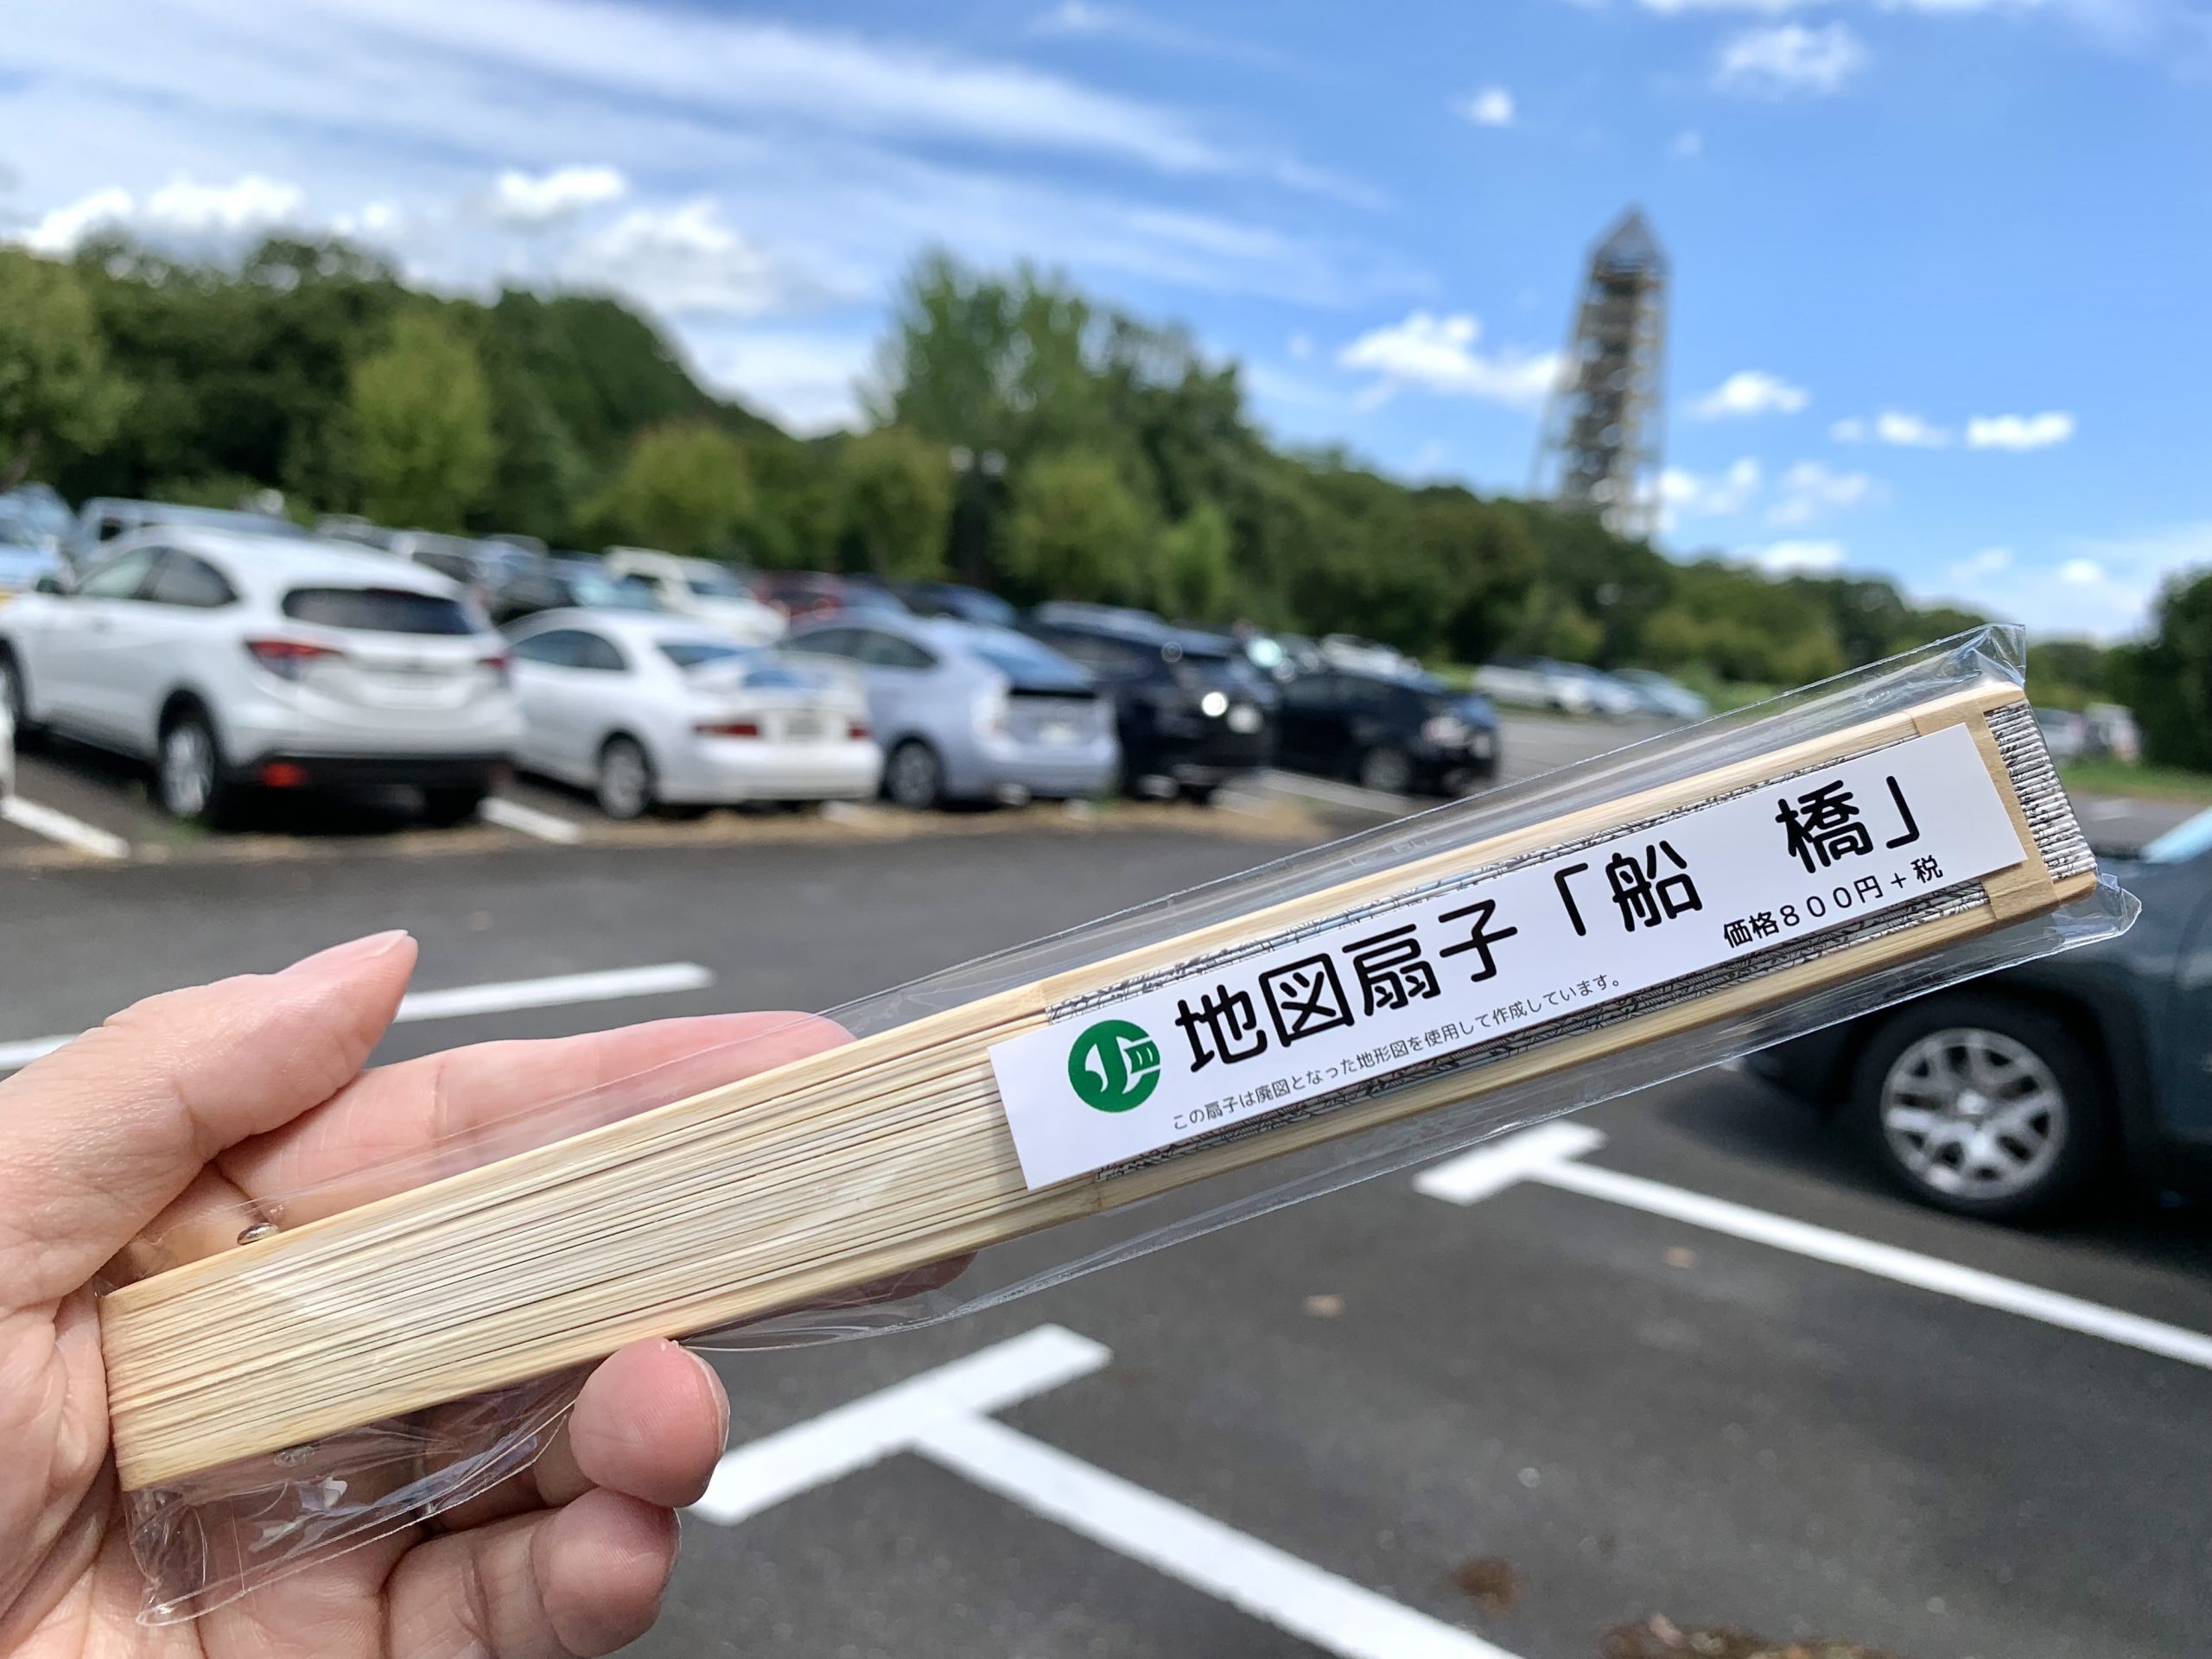 地図扇子「船　橋」
価格８００円＋税
この扇子は廃図となった地形図を使用して作成しています。